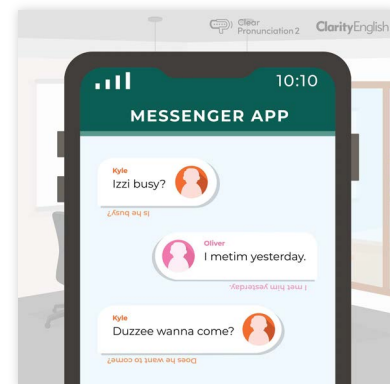 Clear
Pronunciation 2
ClarityEnglish
10:10
MESSENGER APP
Kyle
Izzi busy?
Is he busy?
Oliver
I metim yesterday.
I met him yesterday.
Kyle
Duzzee wanna come?
Does he want to come?